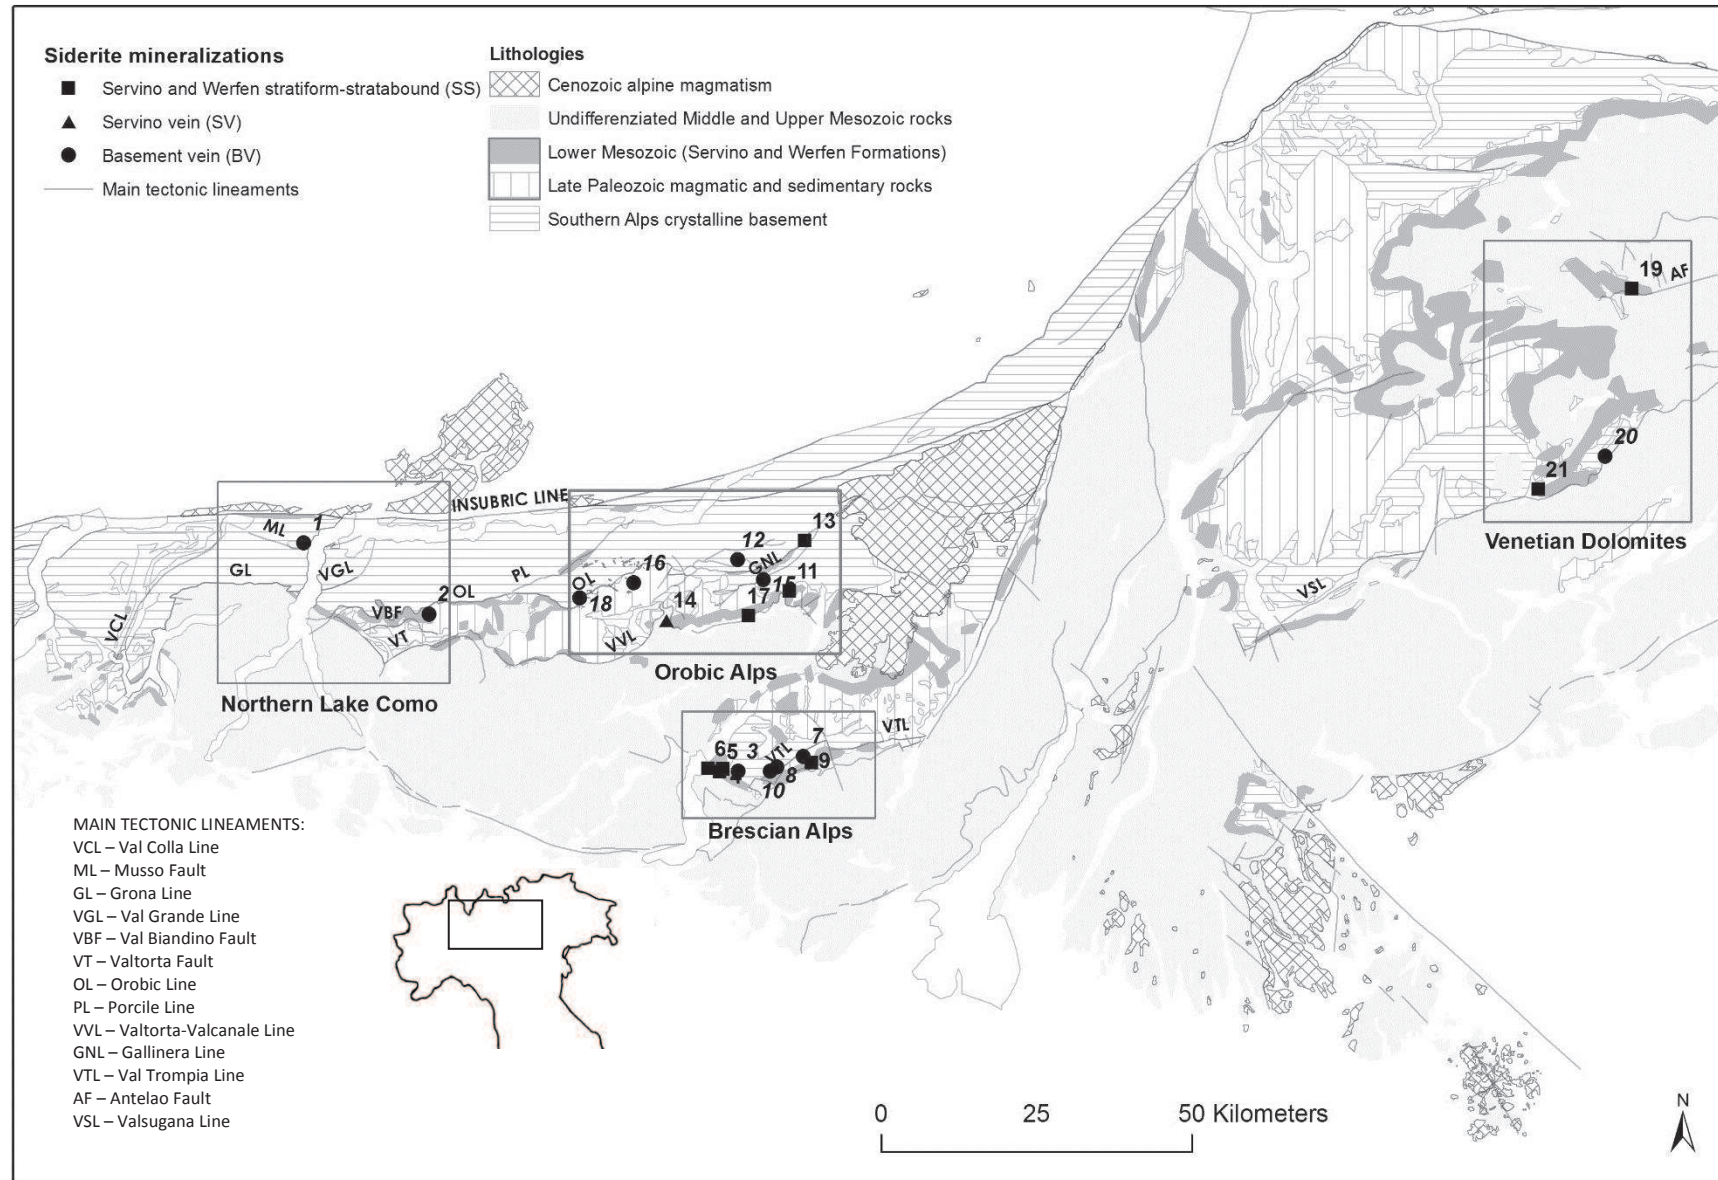 Siderite mineralizations
Servino and Werfen stratiform-stratabound (SS)
Servino vein (SV)
Basement vein (BV)
Main tectonic lineaments
Lithologies
Cenozoic alpine magmatism
Undifferenziated Middle and Upper Mesozoic rocks
Lower Mesozoic (Servino and Werfen Formations)
Late Paleozoic magmatic and sedimentary rocks
Southern Alps crystalline basement
19
AF
20
21
Venetian Dolomites
VSL
INSUBRIC LINE
ML
1
GL
VGL
2
OL
PL
VBF
VT
VCL
Northern Lake Como
13
12
GNL
16
OL
15
11
18
14
17
VVL
Orobic Alps
VTL
7
6
5
3
VTL
9
4
8
10
Brescian Alps
MAIN TECTONIC LINEAMENTS:
VCL – Val Colla Line
ML – Musso Fault
GL – Grona Line
VGL – Val Grande Line
VBF – Val Biandino Fault
VT – Valtorta Fault
OL – Orobic Line
PL – Porcile Line
VVL – Valtorta-Valcanale Line
GNL – Gallinera Line
VTL – Val Trompia Line
AF – Antelao Fault
VSL – Valsugana Line
0 25 50 Kilometers
N